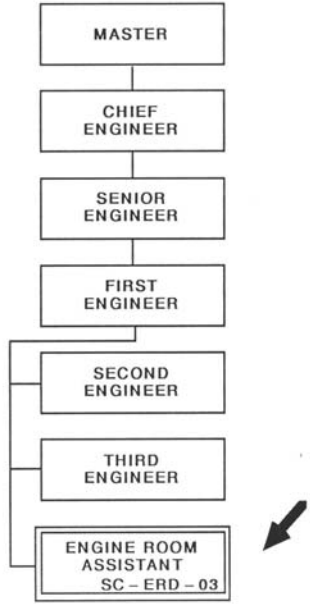 MASTER
CHIEF
ENGINEER
SENIOR
ENGINEER
FIRST
ENGINEER
SECOND
ENGINEER
THIRD
ENGINEER
ENGINE ROOM
ASSISTANT
SC – ERD – 03